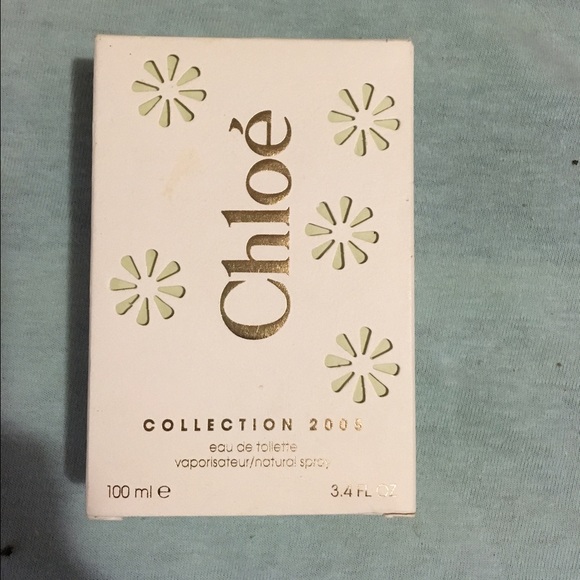 Chloé
COLLECTION 2005
eau de toilette
vaporisateur/natural spray
100 ml e
3.4 FL OZ